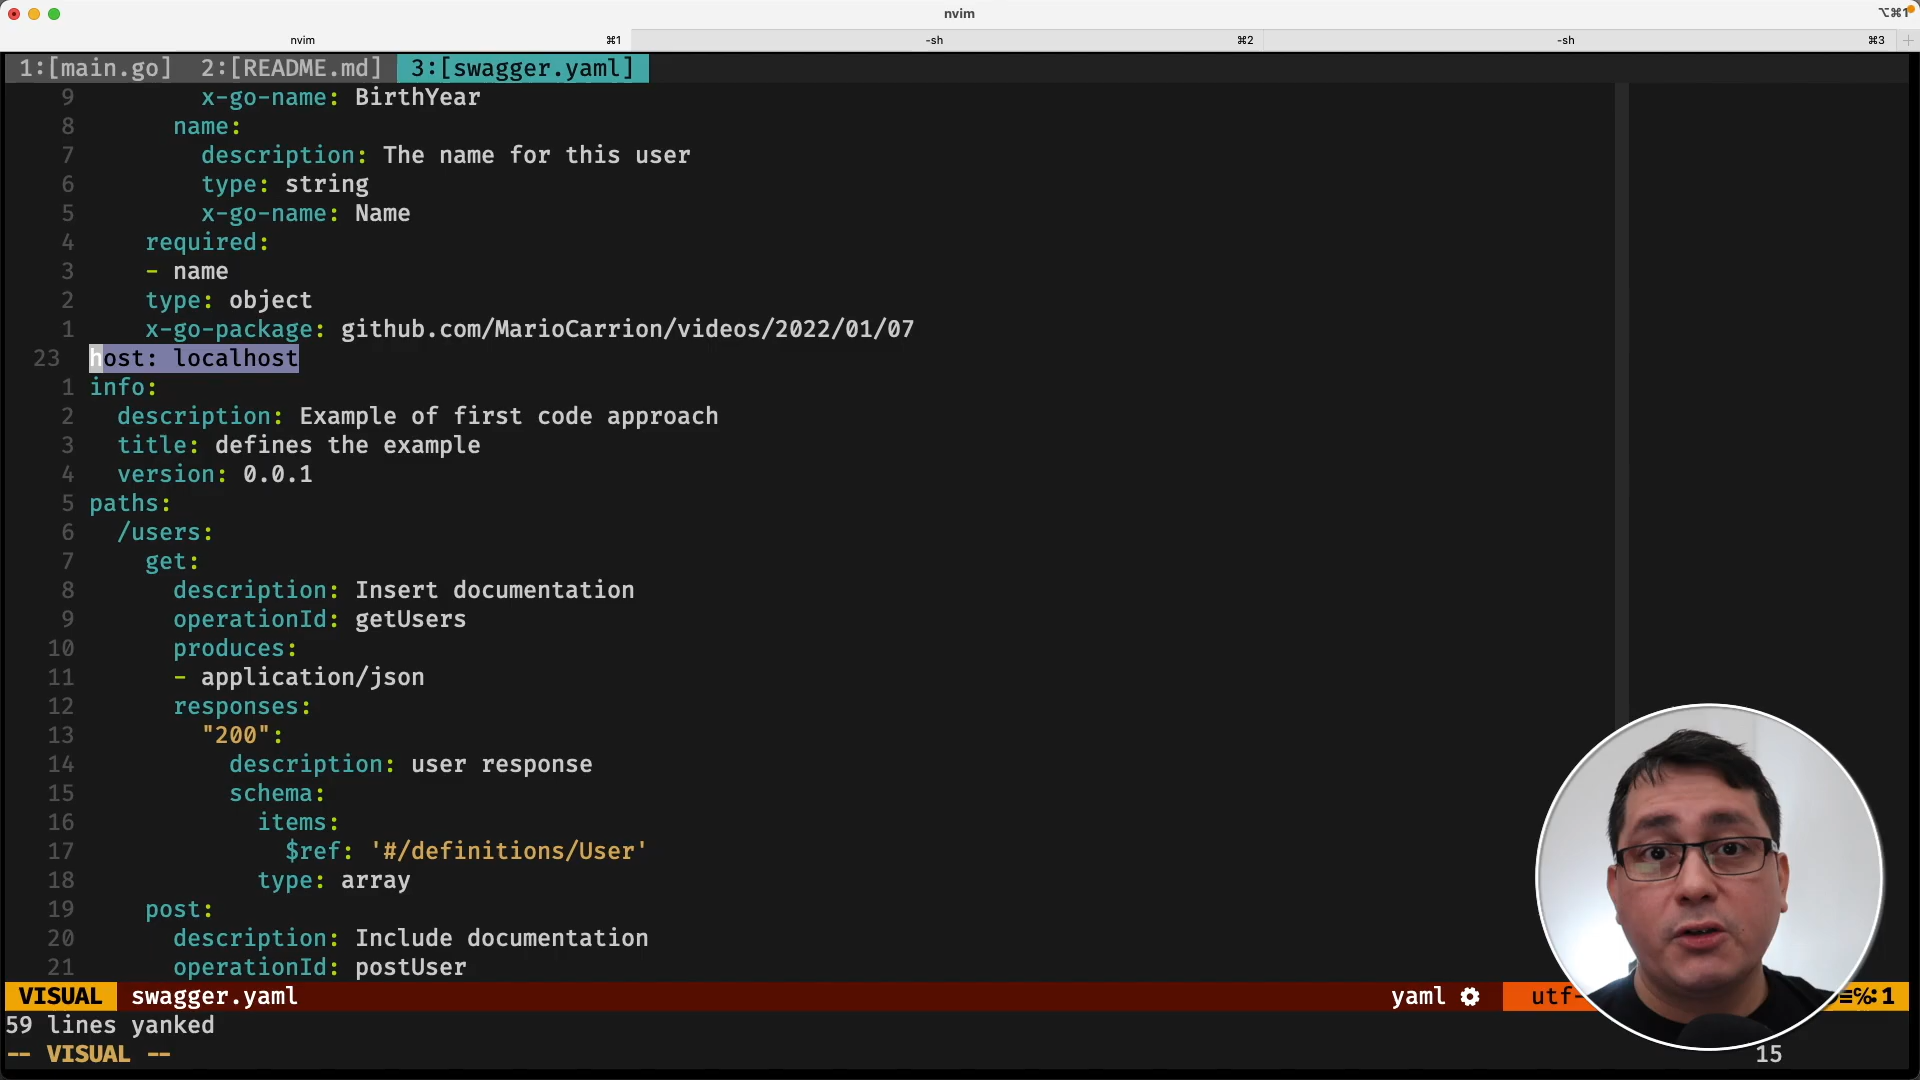 nvim
⌥⌘1
nvim ⌘1 -sh ⌘2 -sh ⌘3 +
1:[main.go] 2:[README.md] 3:[swagger.yaml]
9 x-go-name: BirthYear
8 name:
7 description: The name for this user
6 type: string
5 x-go-name: Name
4 required:
3 - name
2 type: object
1 x-go-package: github.com/MarioCarrion/videos/2022/01/07
23 host: localhost
1 info:
2 description: Example of first code approach
3 title: defines the example
4 version: 0.0.1
5 paths:
6 /users:
7 get:
8 description: Insert documentation
9 operationId: getUsers
10 produces:
11 - application/json
12 responses:
13 "200":
14 description: user response
15 schema:
16 items:
17 $ref: '#/definitions/User'
18 type: array
19 post:
20 description: Include documentation
21 operationId: postUser
VISUAL swagger.yaml yaml utf- ≡%:1
59 lines yanked
-- VISUAL -- 15